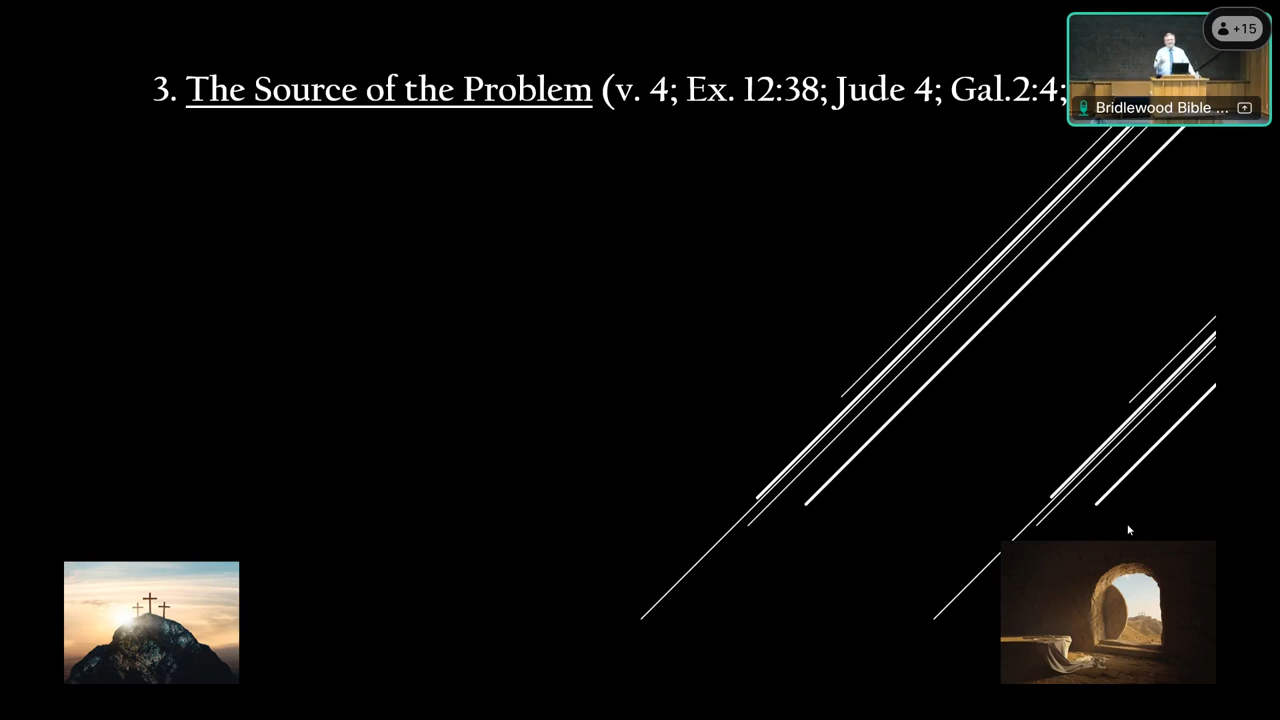 3. The Source of the Problem (v. 4; Ex. 12:38; Jude 4; Gal.2:4;
+15
Bridlewood Bible ...